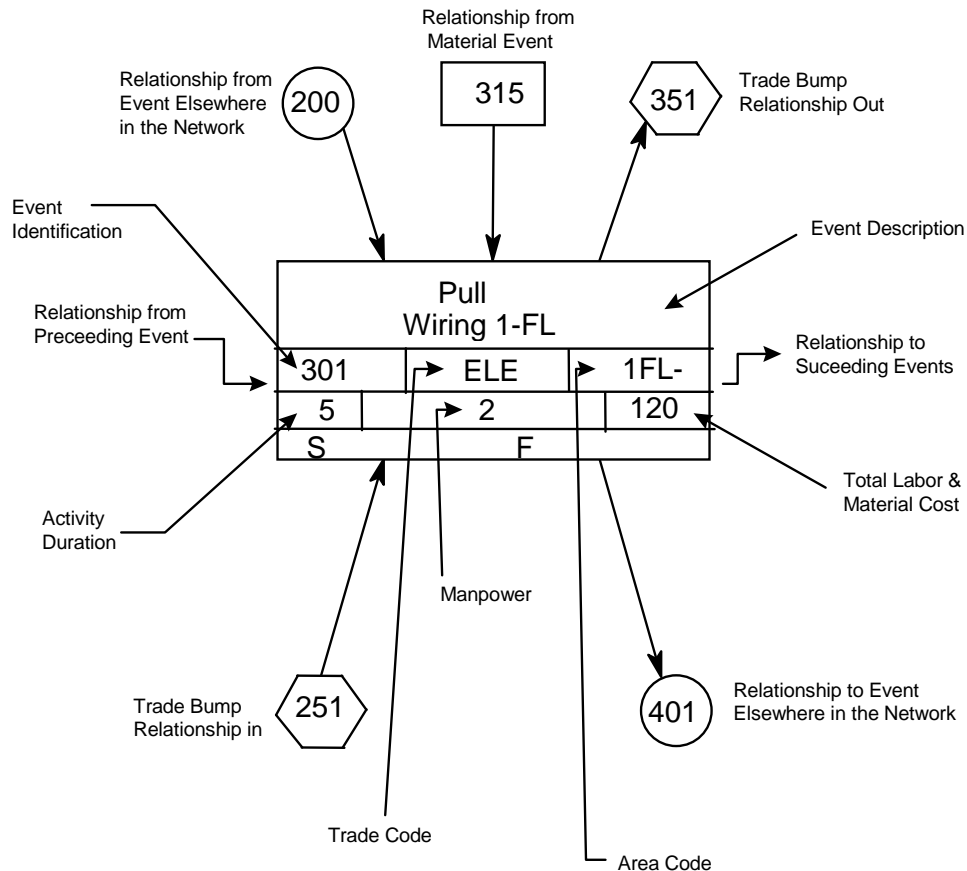 Relationship from
Material Event
Relationship from
Event Elsewhere
in the Network
200
315
351
Trade Bump
Relationship Out
Event
Identification
Event Description
Pull
Wiring 1-FL
Relationship from
Preceeding Event
301
ELE
1FL-
Relationship to
Suceeding Events
5
2
120
S
F
Total Labor &
Material Cost
Activity
Duration
Manpower
Trade Bump
Relationship in
251
401
Relationship to Event
Elsewhere in the Network
Trade Code
Area Code